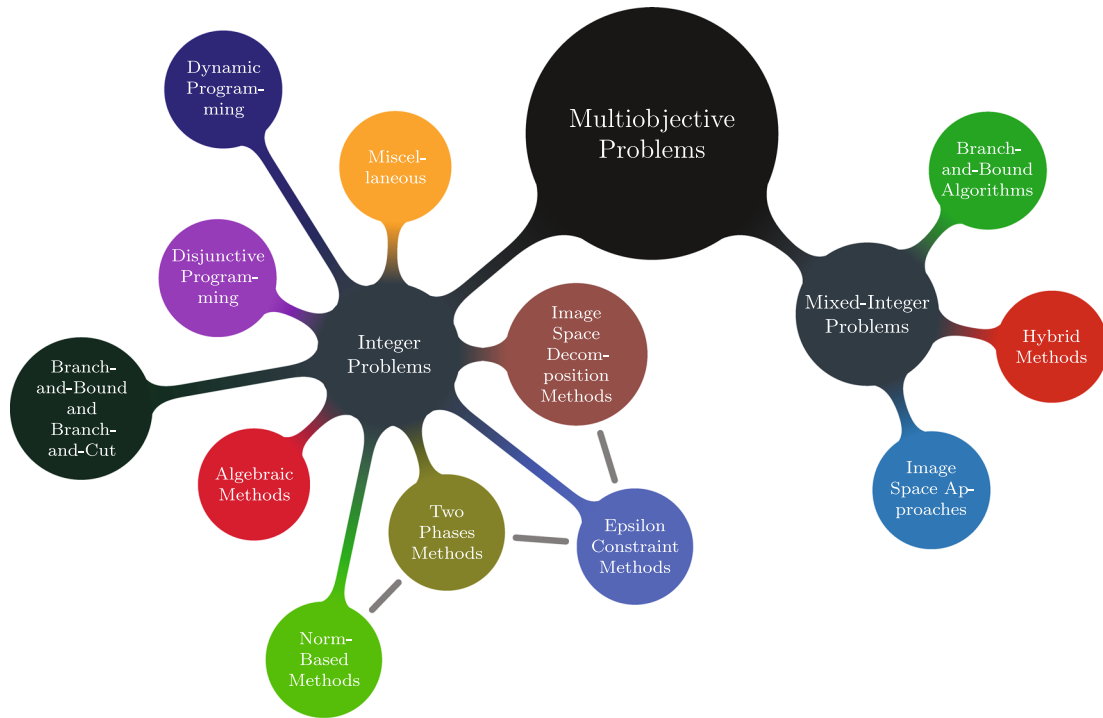 Multiobjective
Problems
Dynamic
Program-
ming
Miscel-
laneous
Disjunctive
Program-
ming
Integer
Problems
Image
Space
Decom-
position
Methods
Branch-
and-Bound
and
Branch-
and-Cut
Algebraic
Methods
Two
Phases
Methods
Epsilon
Constraint
Methods
Norm-
Based
Methods
Mixed-Integer
Problems
Branch-
and-Bound
Algorithms
Hybrid
Methods
Image
Space Ap-
proaches